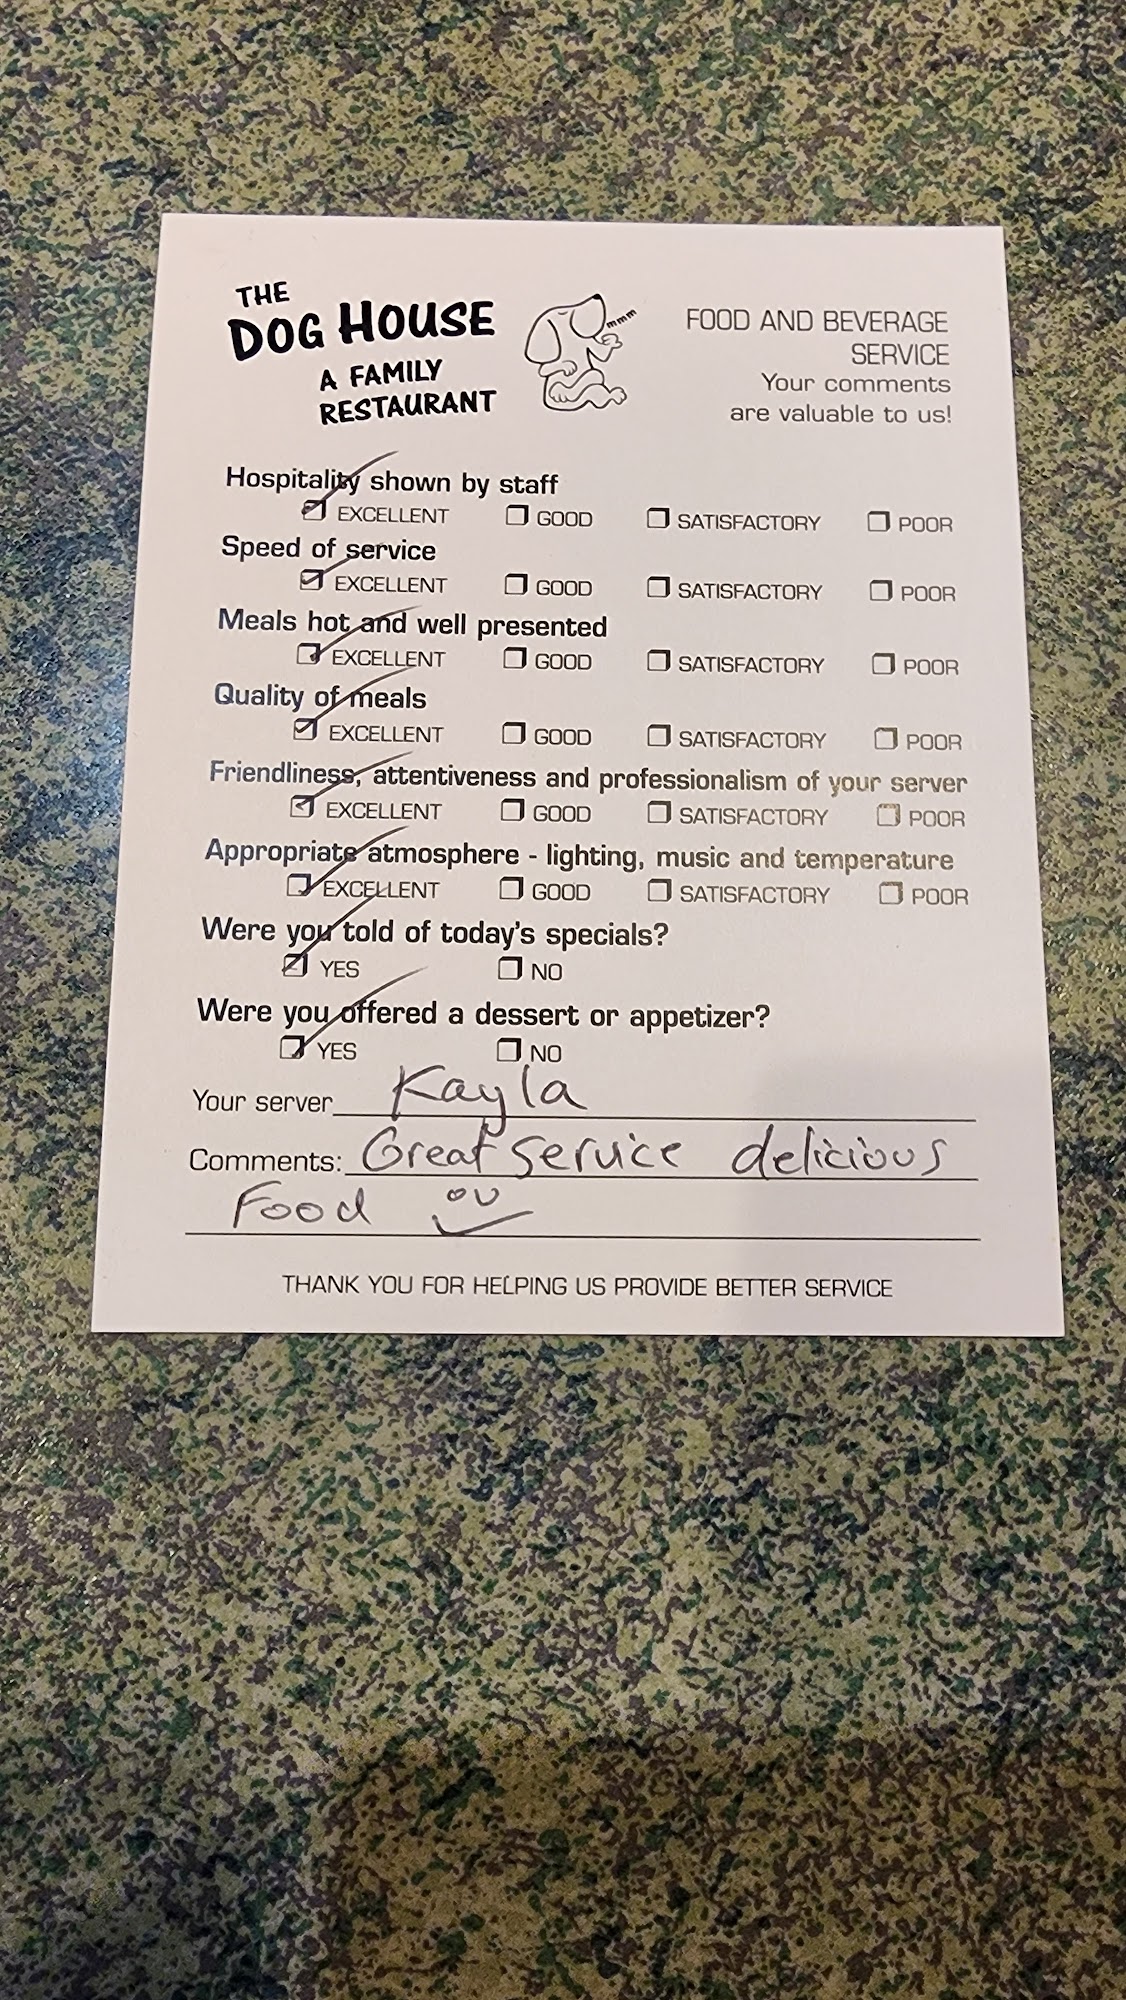 THE
DOG HOUSE
A FAMILY
RESTAURANT
mmm
FOOD AND BEVERAGE
SERVICE
Your comments
are valuable to us!
Hospitality shown by staff
EXCELLENT GOOD SATISFACTORY POOR
Speed of service
EXCELLENT GOOD SATISFACTORY POOR
Meals hot and well presented
EXCELLENT GOOD SATISFACTORY POOR
Quality of meals
EXCELLENT GOOD SATISFACTORY POOR
Friendliness, attentiveness and professionalism of your server
EXCELLENT GOOD SATISFACTORY POOR
Appropriate atmosphere - lighting, music and temperature
EXCELLENT GOOD SATISFACTORY POOR
Were you told of today's specials?
YES NO
Were you offered a dessert or appetizer?
YES NO
Your server Kayla
Comments: Great service delicious
Food
THANK YOU FOR HELPING US PROVIDE BETTER SERVICE